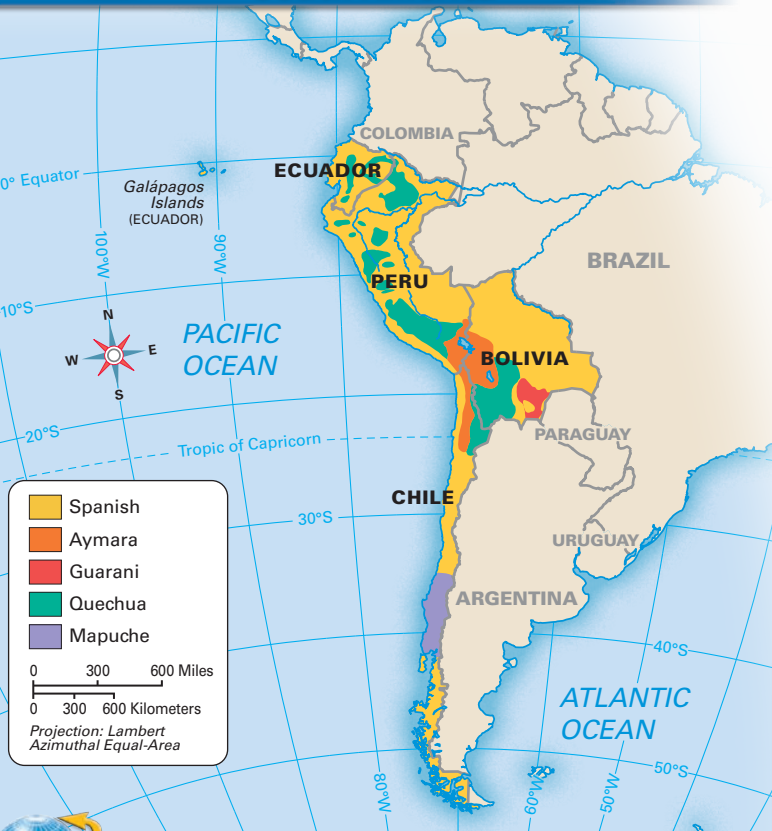 COLOMBIA
ECUADOR
0° Equator
Galápagos
Islands
(ECUADOR)
100°W
90°W
BRAZIL
PERU
10°S
N
W
E
S
PACIFIC
OCEAN
BOLIVIA
20°S
Tropic of Capricorn
PARAGUAY
CHILE
30°S
URUGUAY
ARGENTINA
Spanish
Aymara
Guarani
Quechua
Mapuche
0 300 600 Miles
0 300 600 Kilometers
Projection: Lambert
Azimuthal Equal-Area
40°S
ATLANTIC
OCEAN
50°S
80°W
60°W
50°W